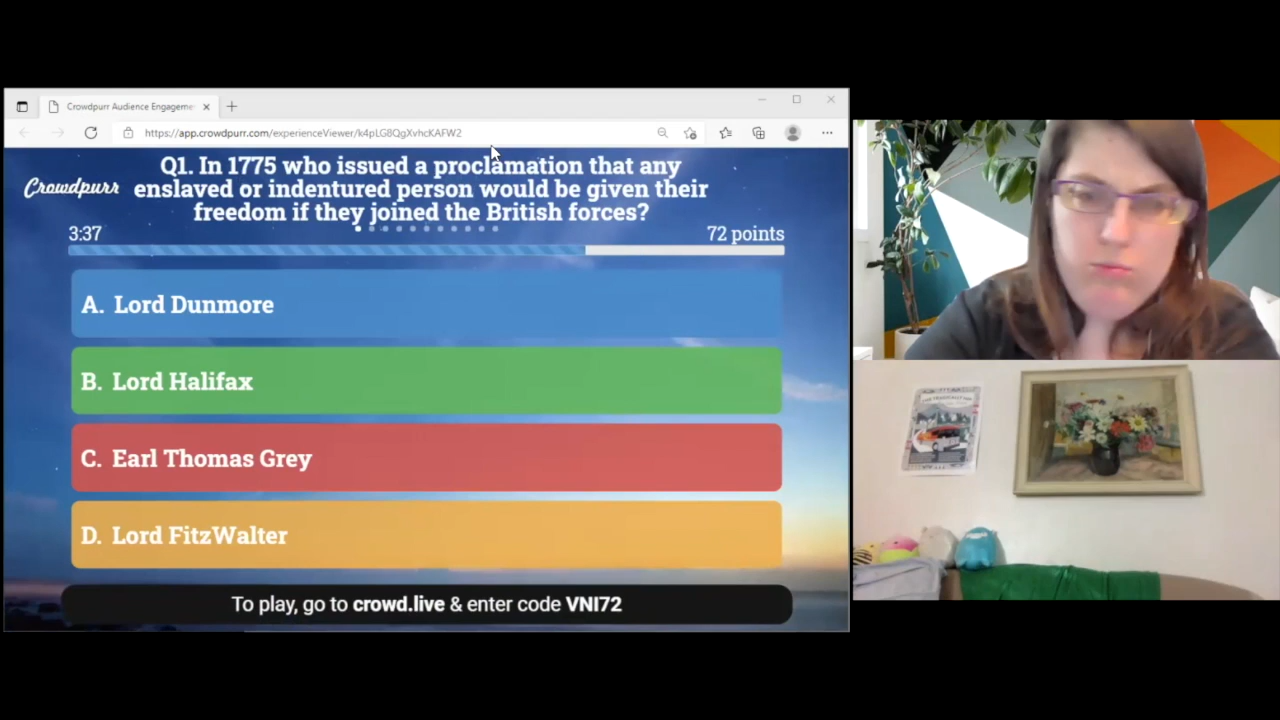 Crowdpurr Audience Engageme
https://app.crowdpurr.com/experienceViewer/k4pLG8QgXvhcKAFW2
Crowdpurr
Q1. In 1775 who issued a proclamation that any
enslaved or indentured person would be given their
freedom if they joined the British forces?
3:37
72 points
A. Lord Dunmore
B. Lord Halifax
C. Earl Thomas Grey
D. Lord FitzWalter
To play, go to crowd.live & enter code VNI72